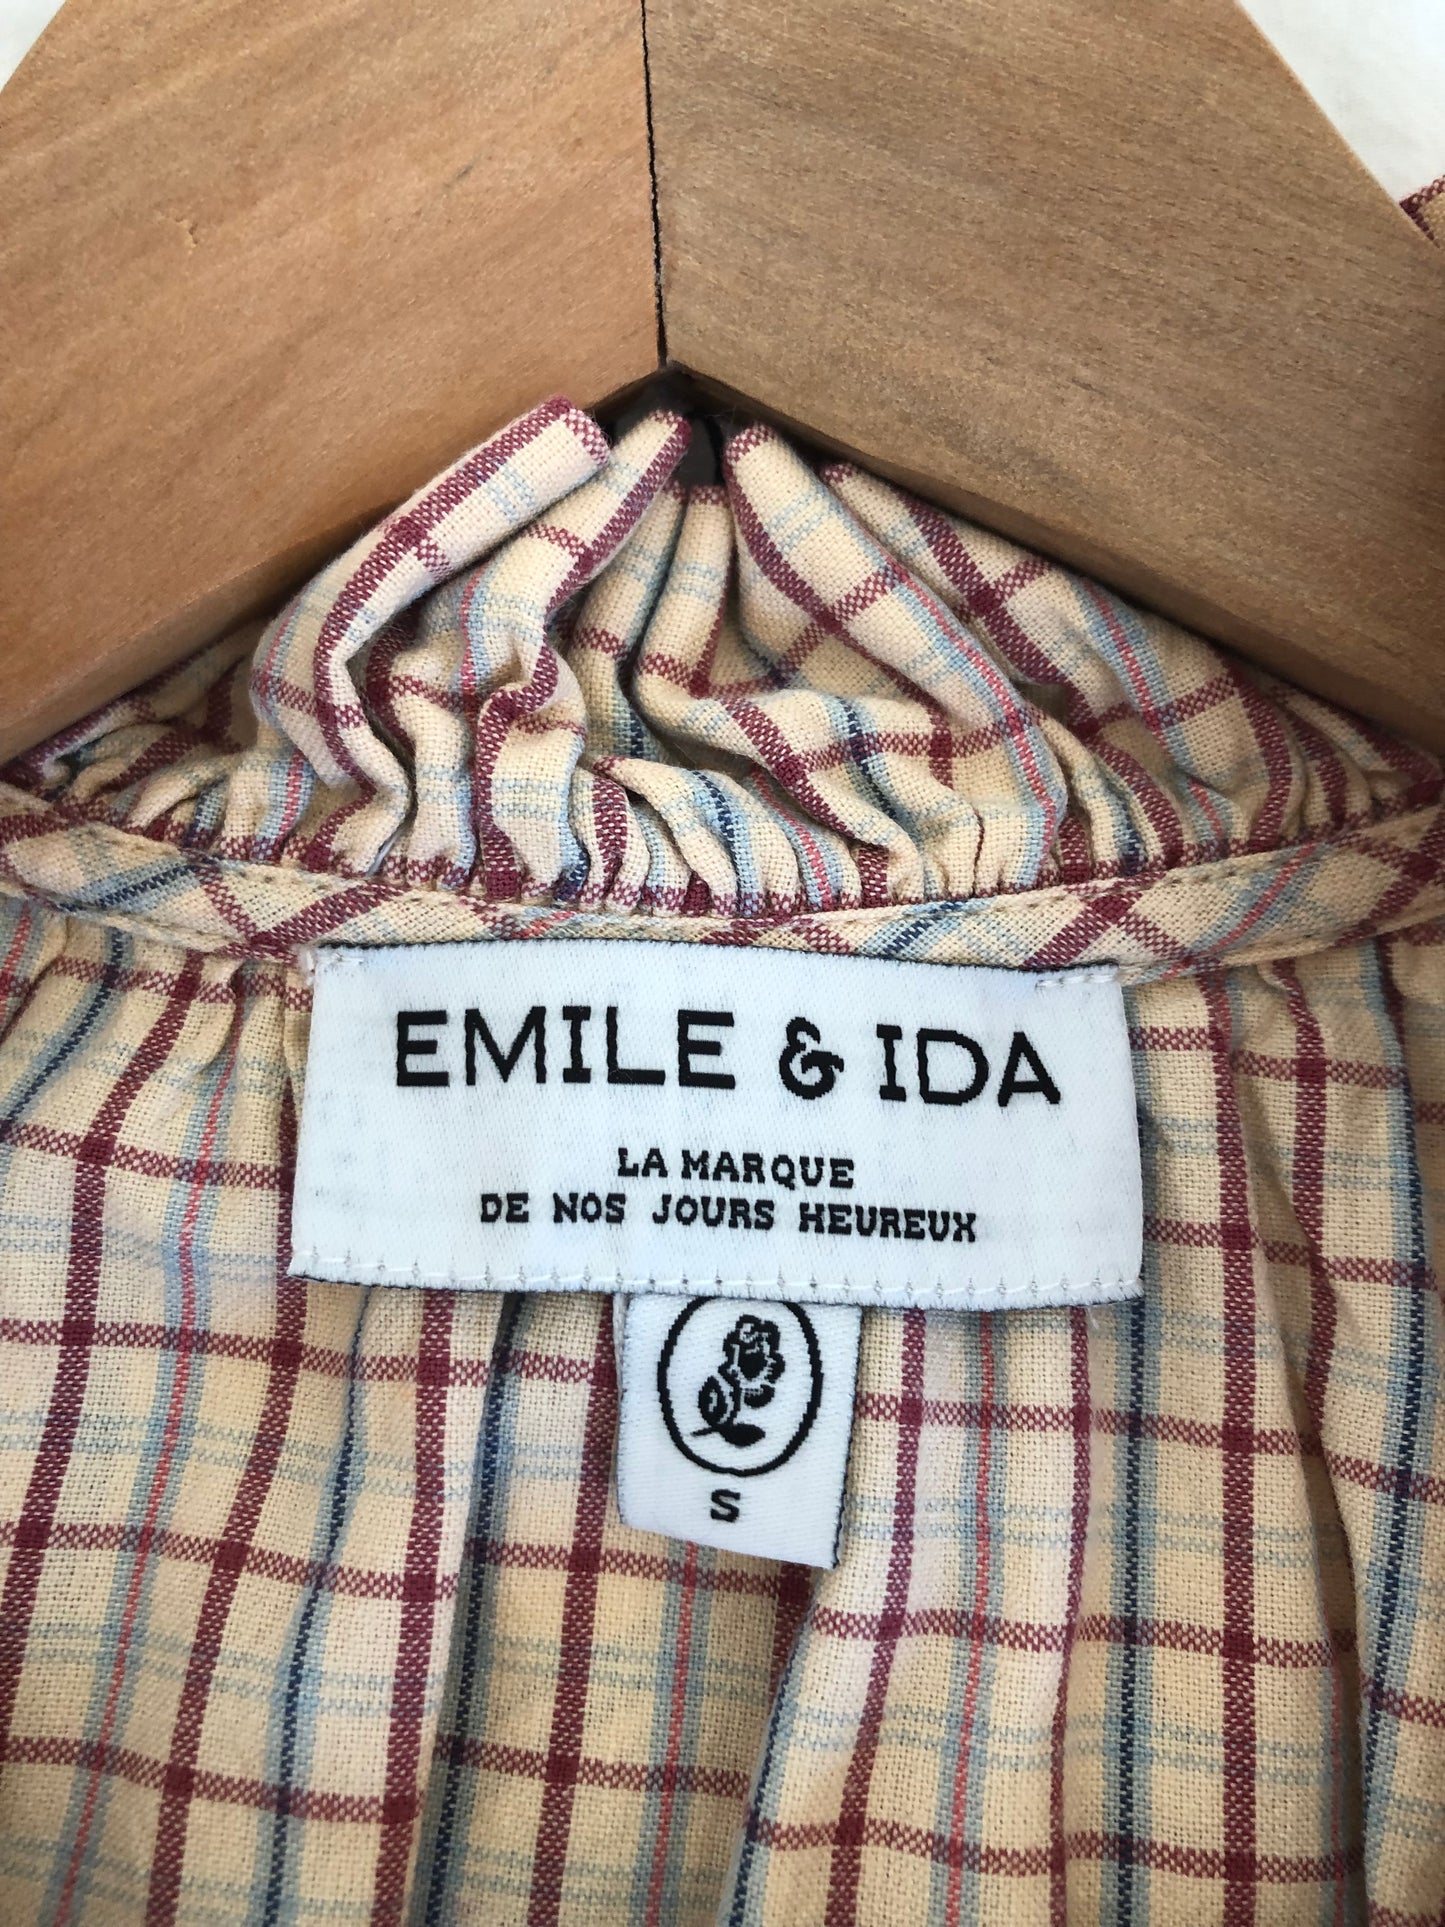 EMILE & IDA
LA MARQUE
DE NOS JOURS HEUREUX
S